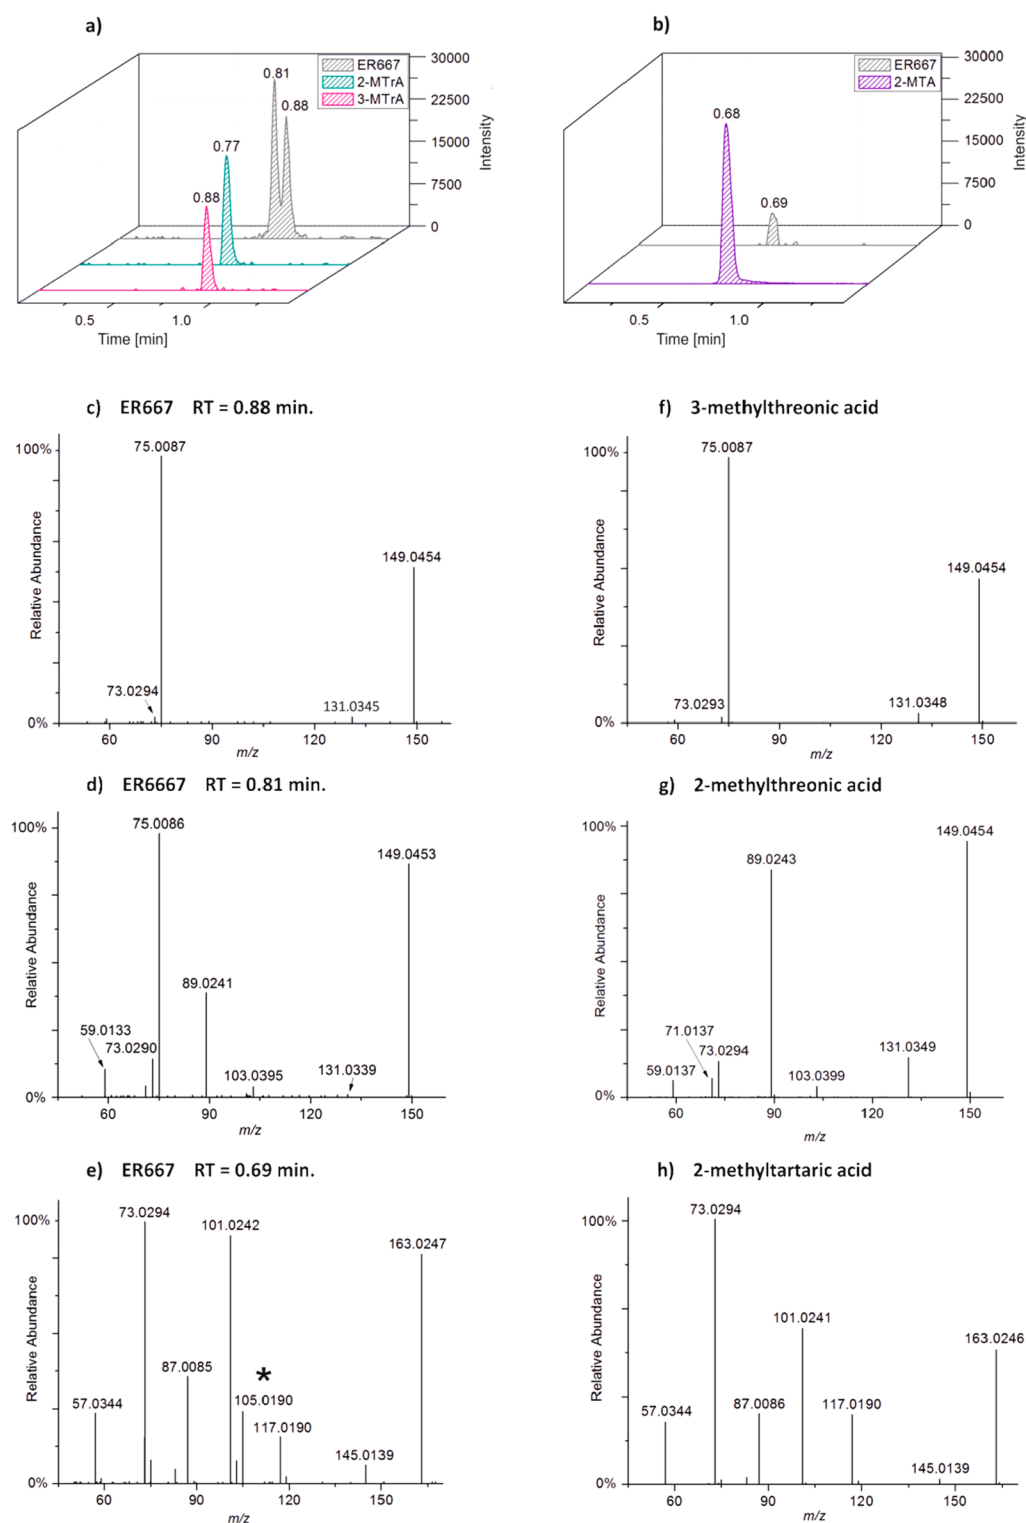 a)
ER667
2-MTrA
3-MTrA
0.81
0.88
0.77
0.88
30000
22500
15000
7500
0
Intensity
0.5 1.0
Time [min]
b)
ER667
2-MTA
0.68
0.69
30000
22500
15000
7500
0
Intensity
0.5 1.0
Time [min]
c) ER667 RT = 0.88 min.
100%
0%
Relative Abundance
75.0087
149.0454
73.0294
131.0345
60 90 120 150
m/z
f) 3-methylthreonic acid
100%
0%
Relative Abundance
75.0087
149.0454
73.0293
131.0348
60 90 120 150
m/z
d) ER6667 RT = 0.81 min.
100%
0%
Relative Abundance
75.0086
149.0453
89.0241
59.0133
73.0290
103.0395
131.0339
60 90 120 150
m/z
g) 2-methylthreonic acid
100%
0%
Relative Abundance
149.0454
89.0243
71.0137
73.0294
131.0349
59.0137
103.0399
60 90 120 150
m/z
e) ER667 RT = 0.69 min.
100%
0%
Relative Abundance
73.0294
101.0242
163.0247
87.0085
*
57.0344
105.0190
117.0190
145.0139
60 90 120 150
m/z
h) 2-methyltartaric acid
100%
0%
Relative Abundance
73.0294
101.0241
163.0246
57.0344
87.0086
117.0190
145.0139
60 90 120 150
m/z